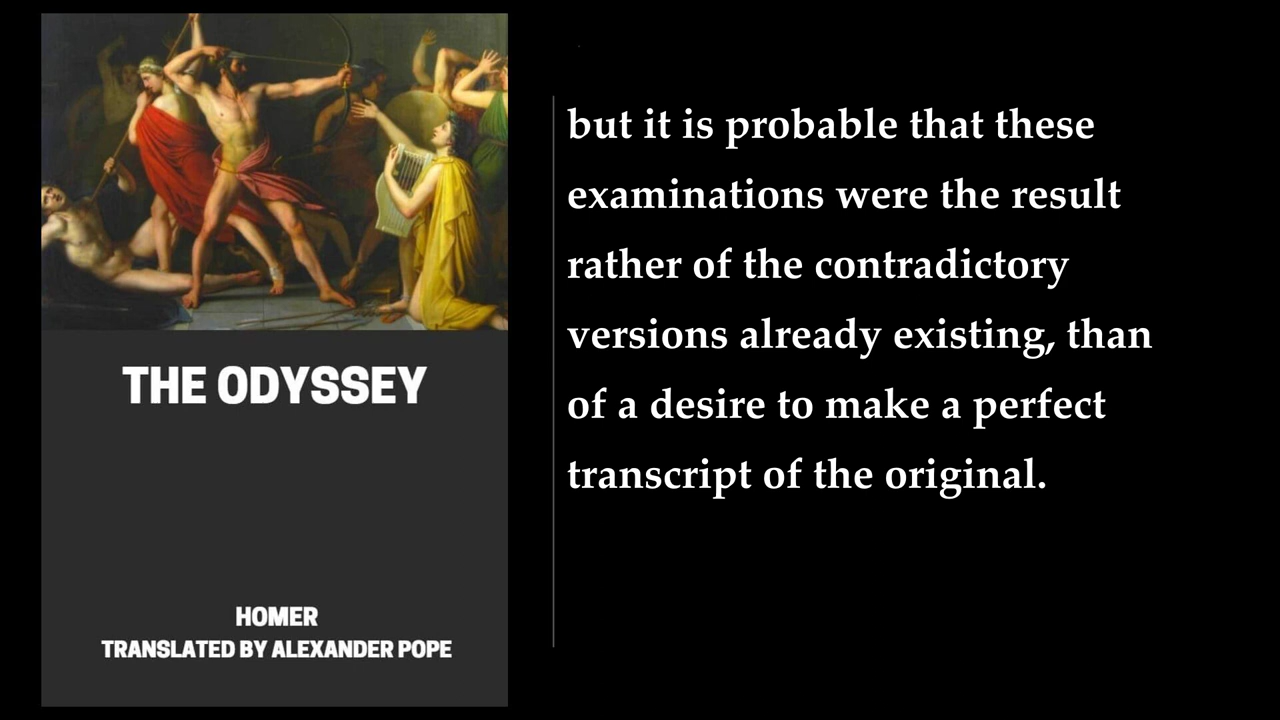 THE ODYSSEY
HOMER
TRANSLATED BY ALEXANDER POPE
but it is probable that these
examinations were the result
rather of the contradictory
versions already existing, than
of a desire to make a perfect
transcript of the original.